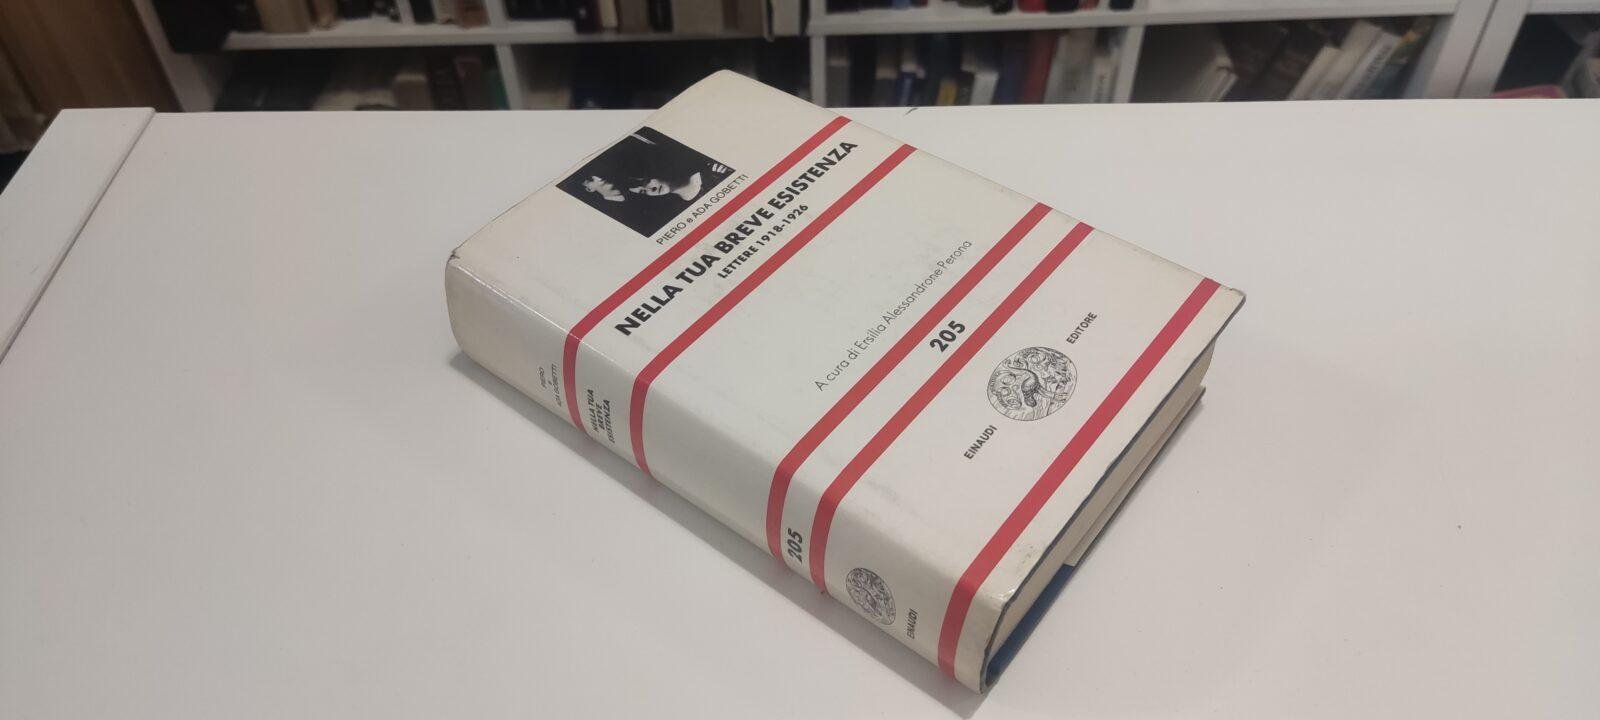 PIERO e ADA GOBETTI
NELLA TUA BREVE ESISTENZA
LETTERE 1918-1926
A cura di Ersilia Alessandrone Perona
205
EINAUDI
EDITORE
PIERO
e
ADA GOBETTI
NELLA TUA
BREVE
ESISTENZA
205
EINAUDI